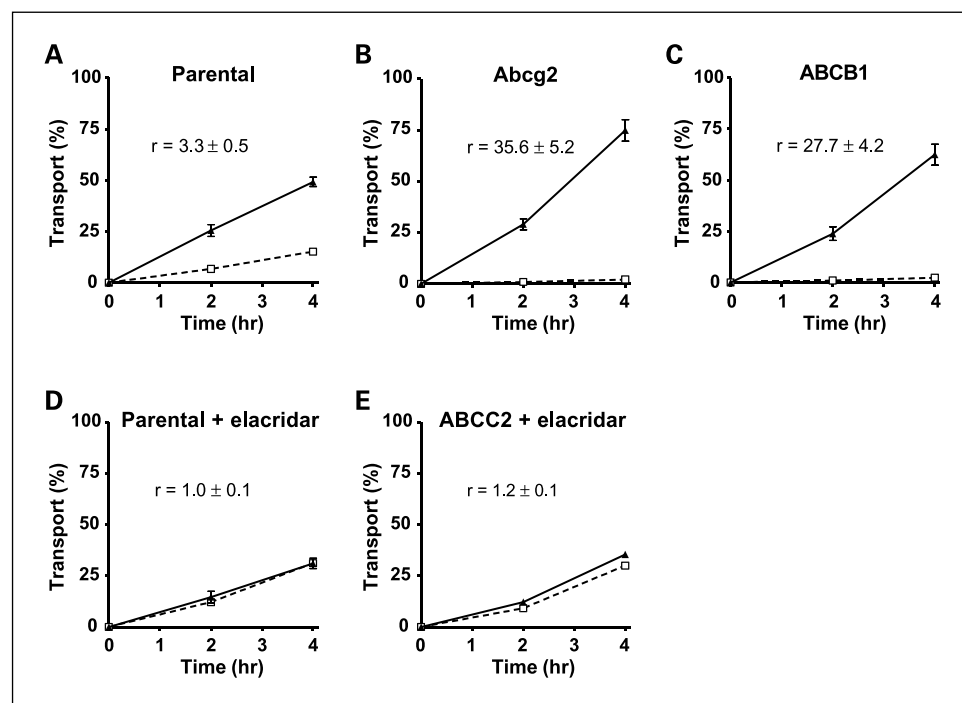 A
Parental
100
75
50
25
0
Transport (%)
r = 3.3 ± 0.5
0 1 2 3 4
Time (hr)
B
Abcg2
100
75
50
25
0
Transport (%)
r = 35.6 ± 5.2
0 1 2 3 4
Time (hr)
C
ABCB1
100
75
50
25
0
Transport (%)
r = 27.7 ± 4.2
0 1 2 3 4
Time (hr)
D
Parental + elacridar
100
75
50
25
0
Transport (%)
r = 1.0 ± 0.1
0 1 2 3 4
Time (hr)
E
ABCC2 + elacridar
100
75
50
25
0
Transport (%)
r = 1.2 ± 0.1
0 1 2 3 4
Time (hr)